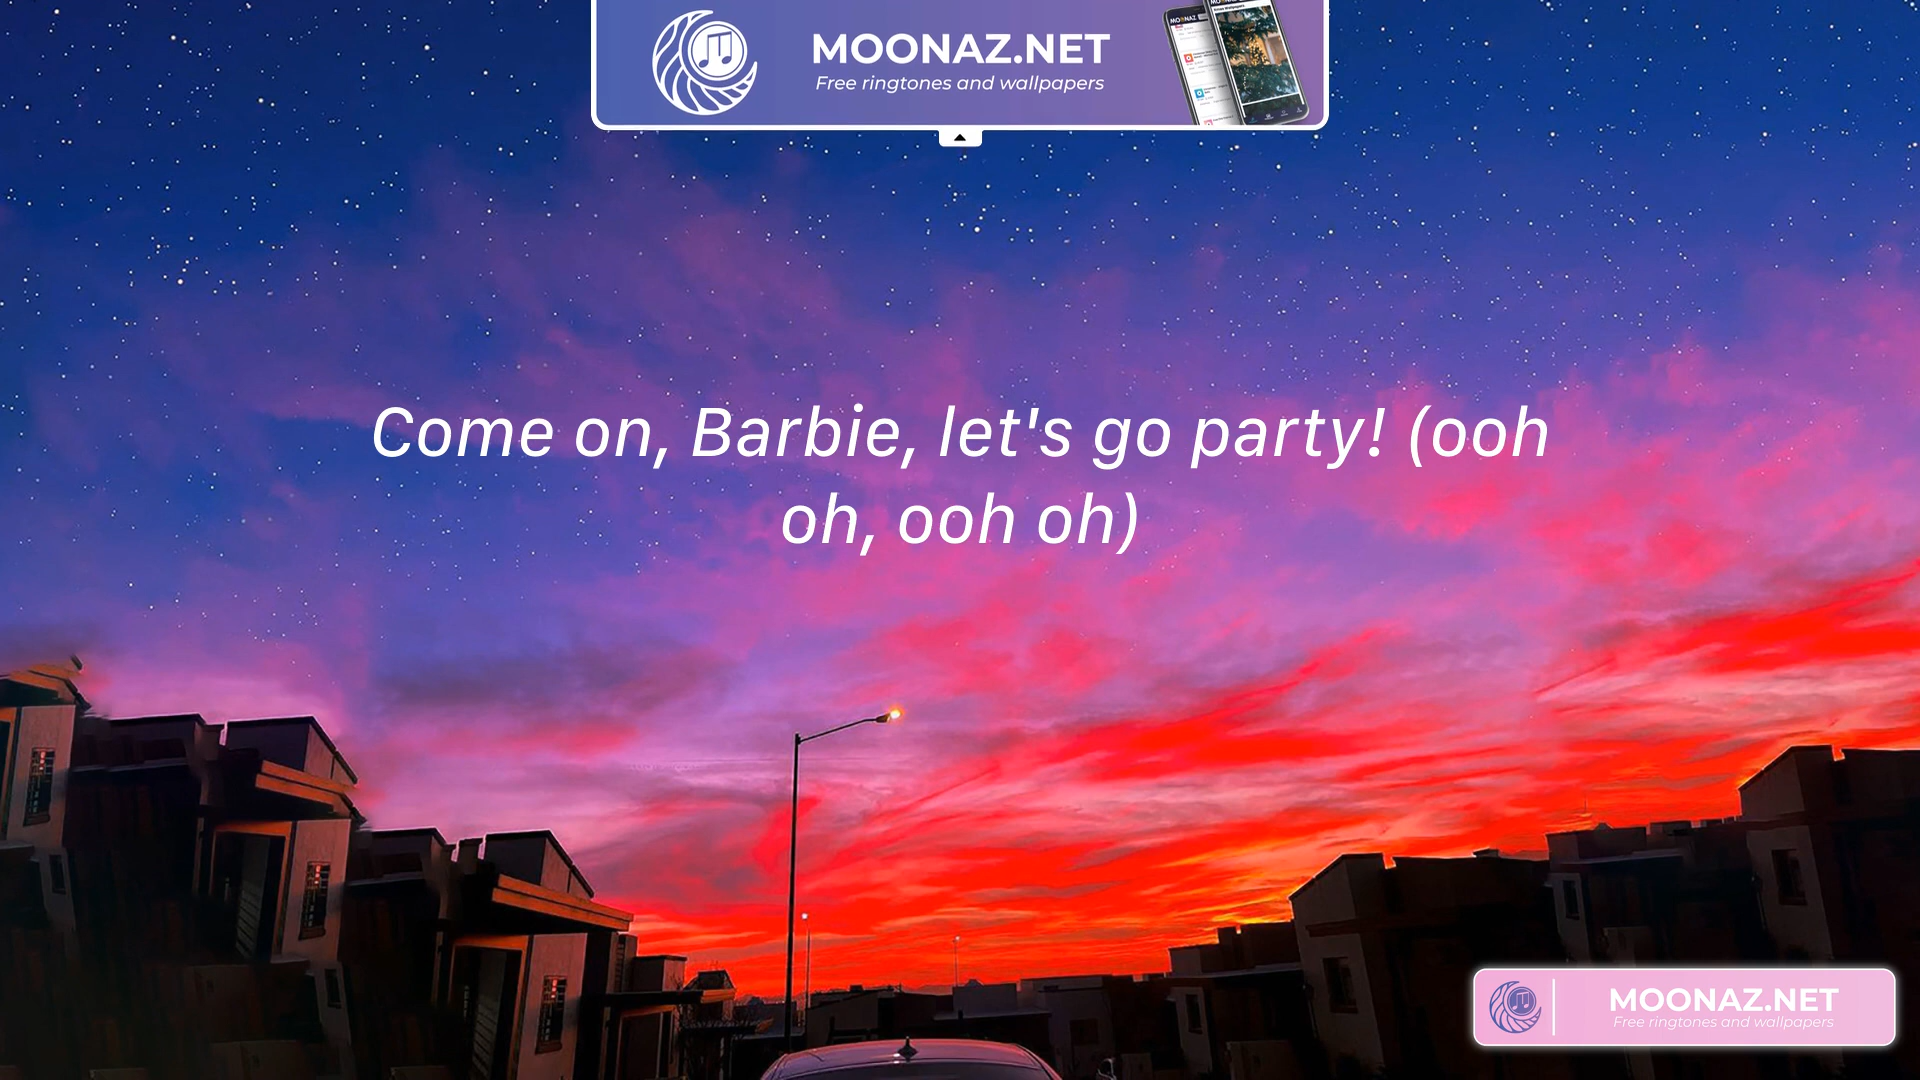 MOONAZ.NET
Free ringtones and wallpapers
Come on, Barbie, let's go party! (ooh
oh, ooh oh)
MOONAZ.NET
Free ringtones and wallpapers